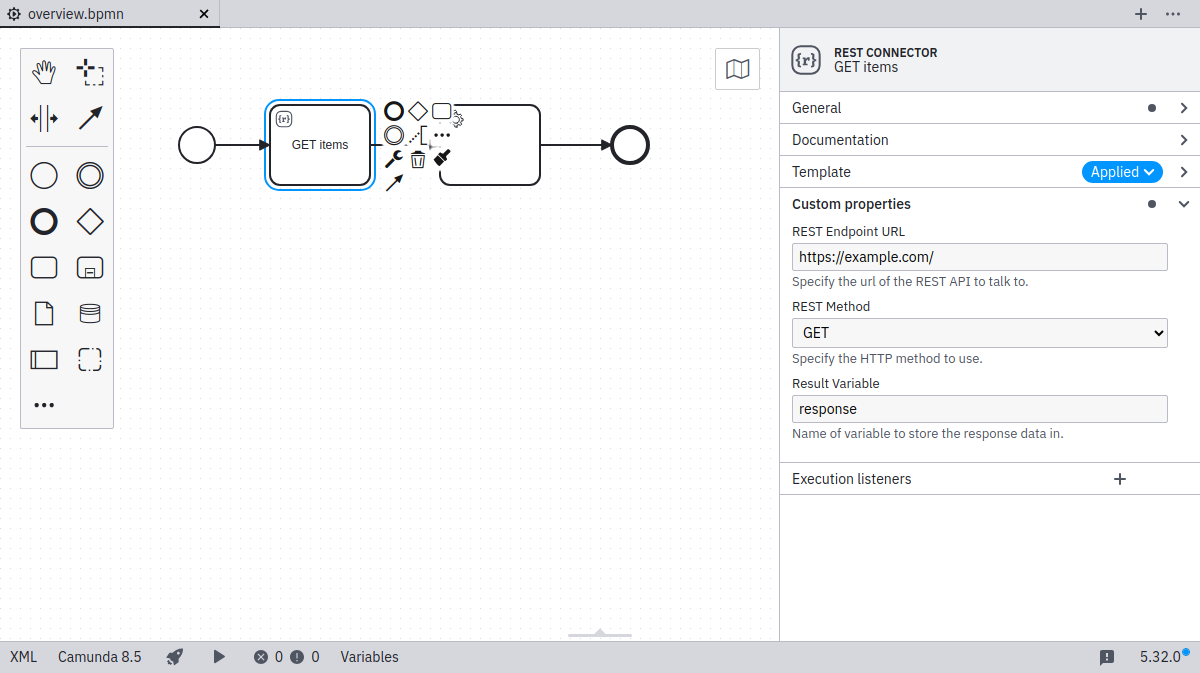 overview.bpmn
REST CONNECTOR
GET items
{r}
{r}
GET items
General
Documentation
Template
Applied
Custom properties
REST Endpoint URL
https://example.com/
Specify the url of the REST API to talk to.
REST Method
GET
Specify the HTTP method to use.
Result Variable
response
Name of variable to store the response data in.
Execution listeners
XML Camunda 8.5 0 0 Variables 5.32.0